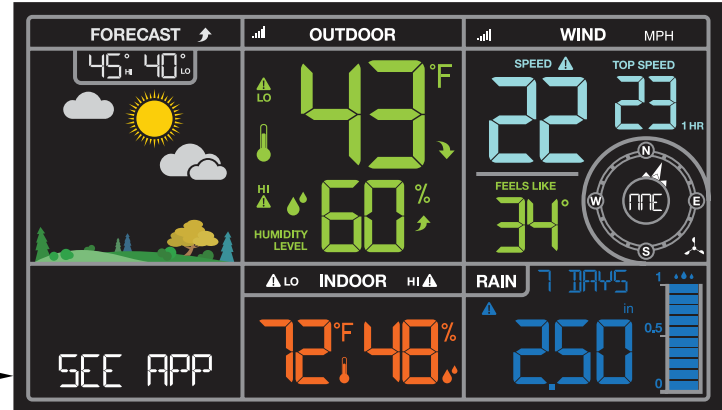 FORECAST
45° HI 40° LO
SEE APP
OUTDOOR
LO
43 °F
HI
60 %
HUMIDITY
LEVEL
WIND MPH
SPEED
22
TOP SPEED
23
1 HR
FEELS LIKE
34°
N
W NNE E
S
LO INDOOR HI
72 °F 48 %
RAIN 7 DAYS
2.50 in
1
0.5
0